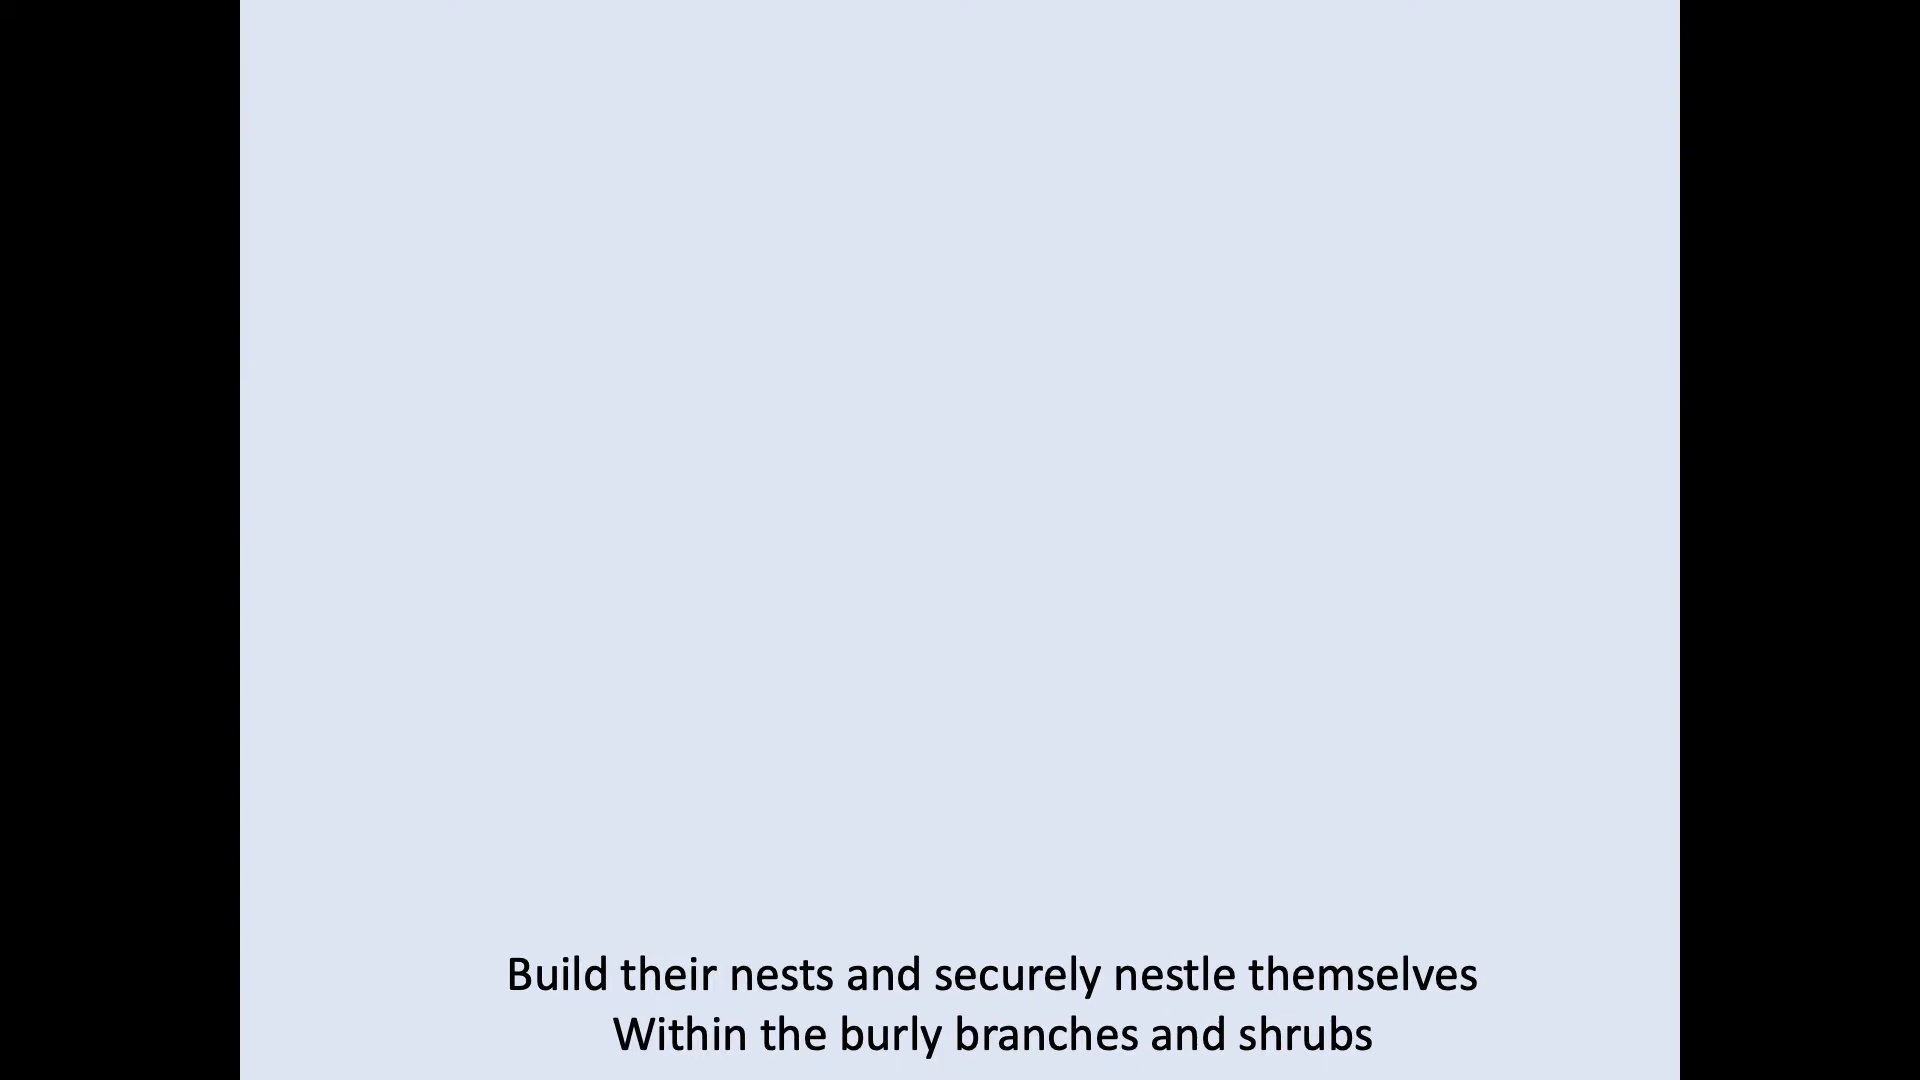 Build their nests and securely nestle themselves
Within the burly branches and shrubs